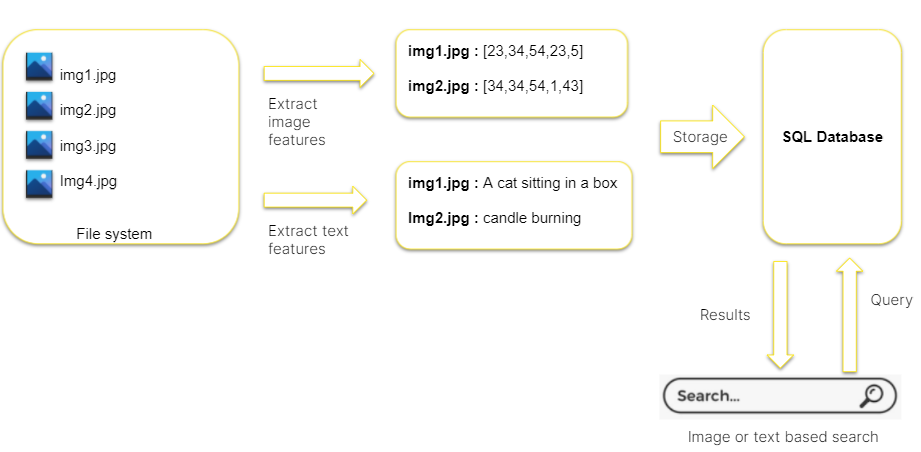 img1.jpg
img2.jpg
img3.jpg
Img4.jpg
File system
Extract
image
features
Extract text
features
img1.jpg : [23,34,54,23,5]
img2.jpg : [34,34,54,1,43]
img1.jpg : A cat sitting in a box
Img2.jpg : candle burning
Storage
SQL Database
Results
Query
Search...
Image or text based search